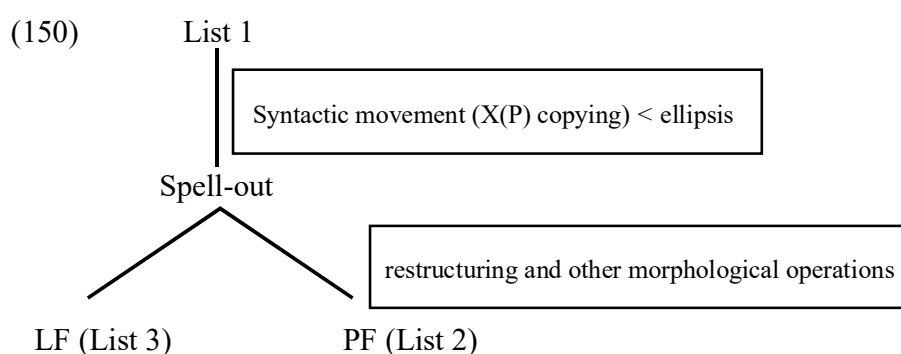 (150) List 1
Syntactic movement (X(P) copying) < ellipsis
Spell-out
restructuring and other morphological operations
LF (List 3) PF (List 2)